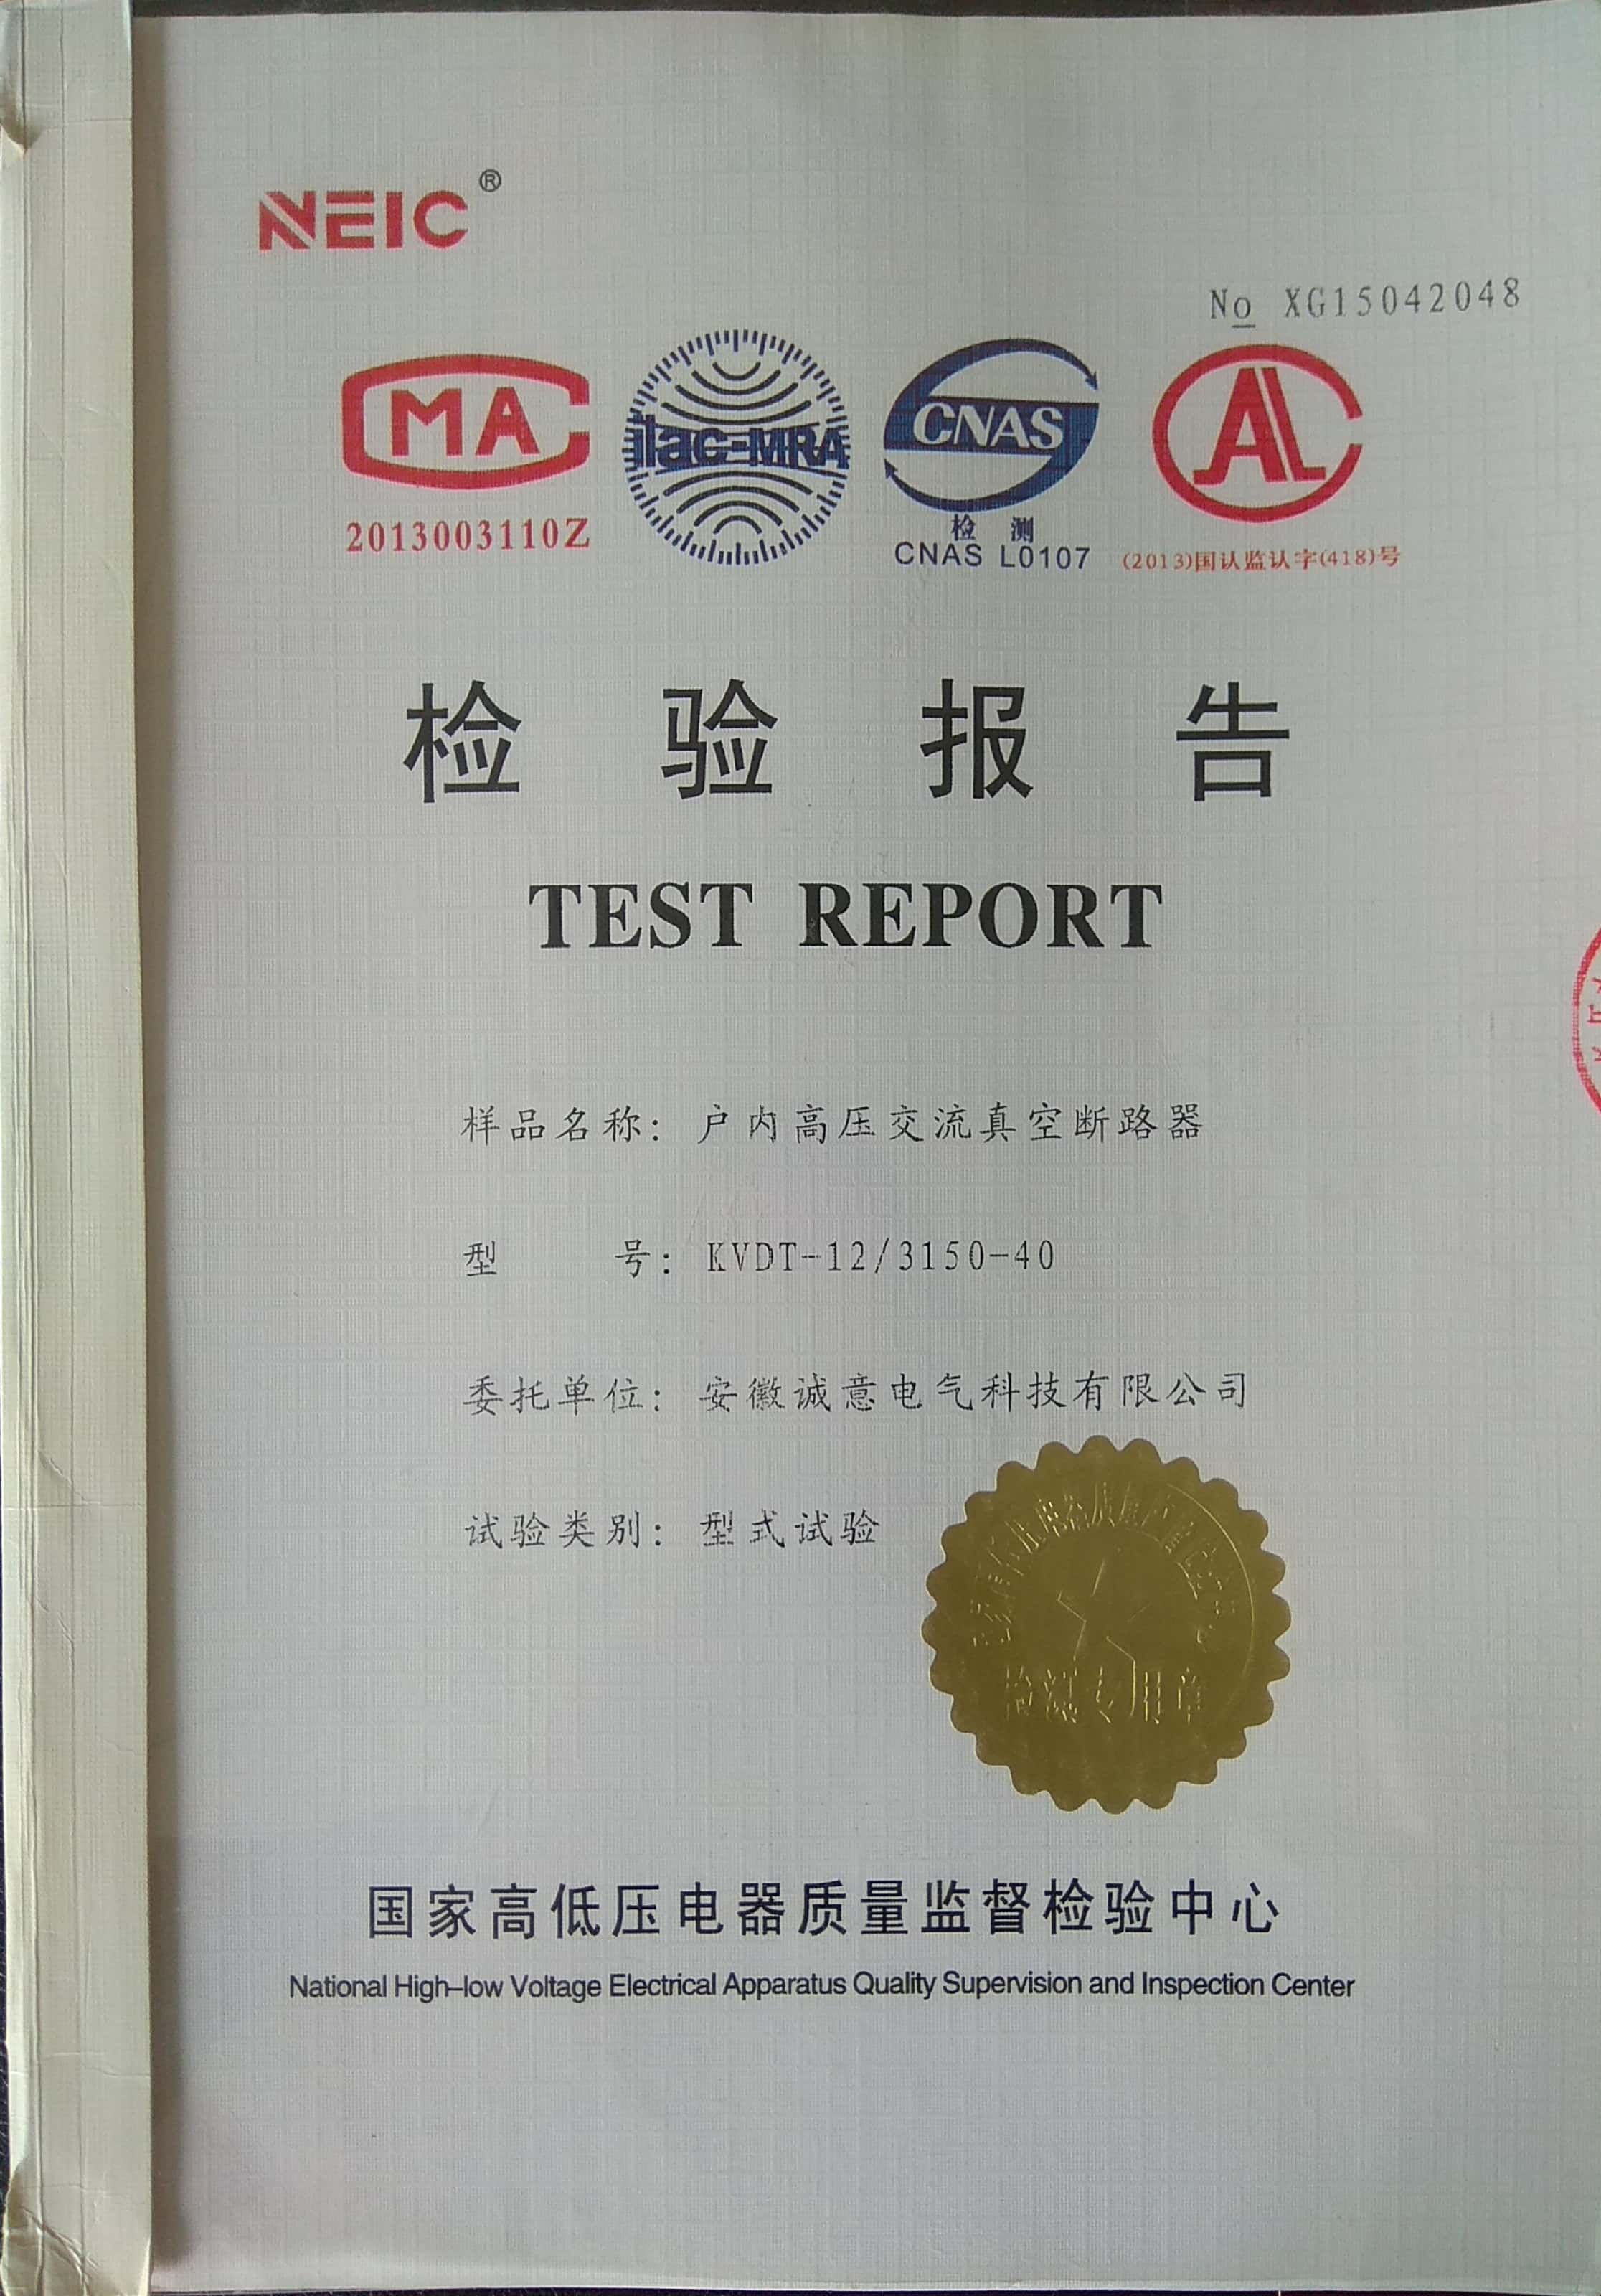 NEIC®
No XG15042048
MA
ilac-MRA
CNAS
AL
2013003110Z
检 测
CNAS L0107
(2013)国认监认字(418)号
检验报告
TEST REPORT
样品名称: 户内高压交流真空断路器
型 号: KVDT-12/3150-40
委托单位: 安徽诚意电气科技有限公司
试验类别: 型式试验
检测专用章
国家高低压电器质量监督检验中心
National High-low Voltage Electrical Apparatus Quality Supervision and Inspection Center